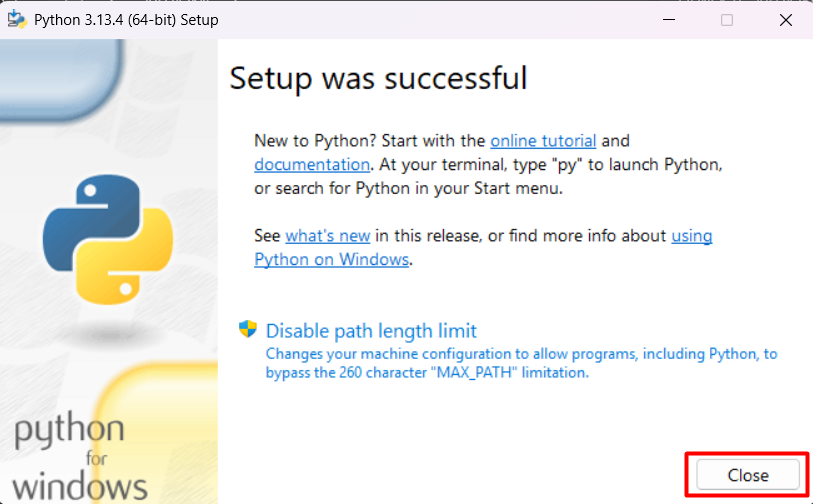 Python 3.13.4 (64-bit) Setup
Setup was successful
New to Python? Start with the online tutorial and
documentation. At your terminal, type "py" to launch Python,
or search for Python in your Start menu.
See what's new in this release, or find more info about using
Python on Windows.
Disable path length limit
Changes your machine configuration to allow programs, including Python, to
bypass the 260 character "MAX_PATH" limitation.
python
for
windows
Close